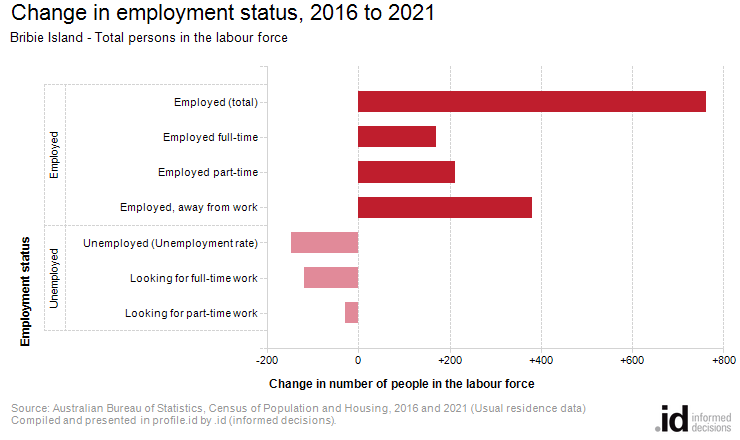 Change in employment status, 2016 to 2021
Bribie Island - Total persons in the labour force
Employment status
Employed
Employed (total)
Employed full-time
Employed part-time
Employed, away from work
Unemployed
Unemployed (Unemployment rate)
Looking for full-time work
Looking for part-time work
-200 0 +200 +400 +600 +800
Change in number of people in the labour force
Source: Australian Bureau of Statistics, Census of Population and Housing, 2016 and 2021 (Usual residence data)
Compiled and presented in profile.id by .id (informed decisions).
.id informed
decisions